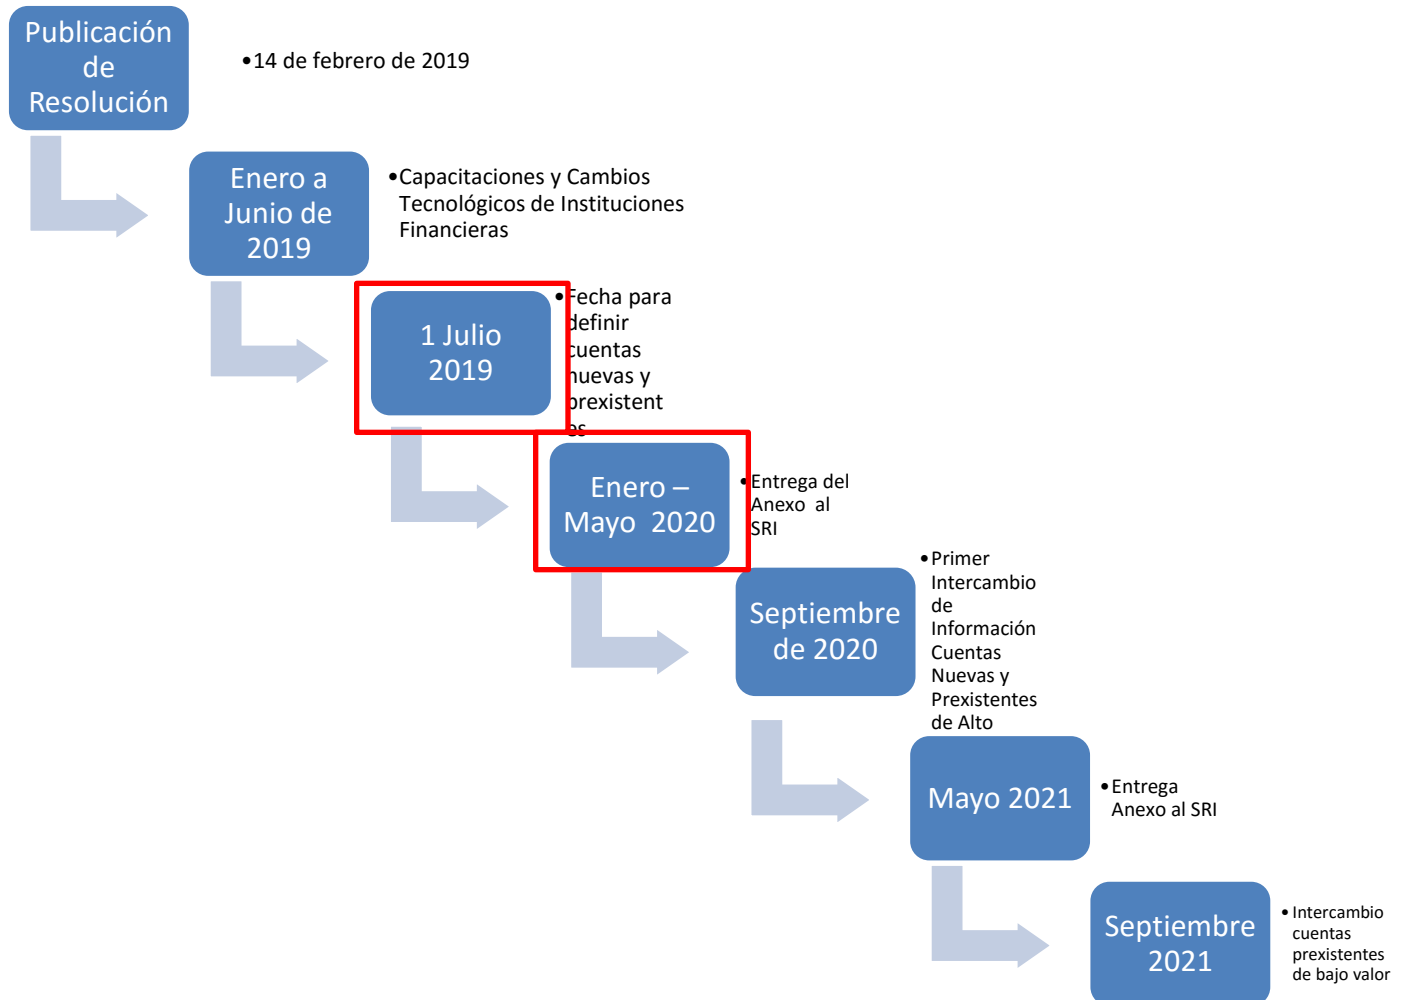 Publicación
de
Resolución
•14 de febrero de 2019
Enero a
Junio de
2019
•Capacitaciones y Cambios
Tecnológicos de Instituciones
Financieras
1 Julio
2019
•Fecha para
definir
cuentas
nuevas y
prexistent
es
Enero –
Mayo 2020
•Entrega del
Anexo al
SRI
Septiembre
de 2020
•Primer
Intercambio
de
Información
Cuentas
Nuevas y
Prexistentes
de Alto
Mayo 2021
•Entrega
Anexo al SRI
Septiembre
2021
•Intercambio
cuentas
prexistentes
de bajo valor